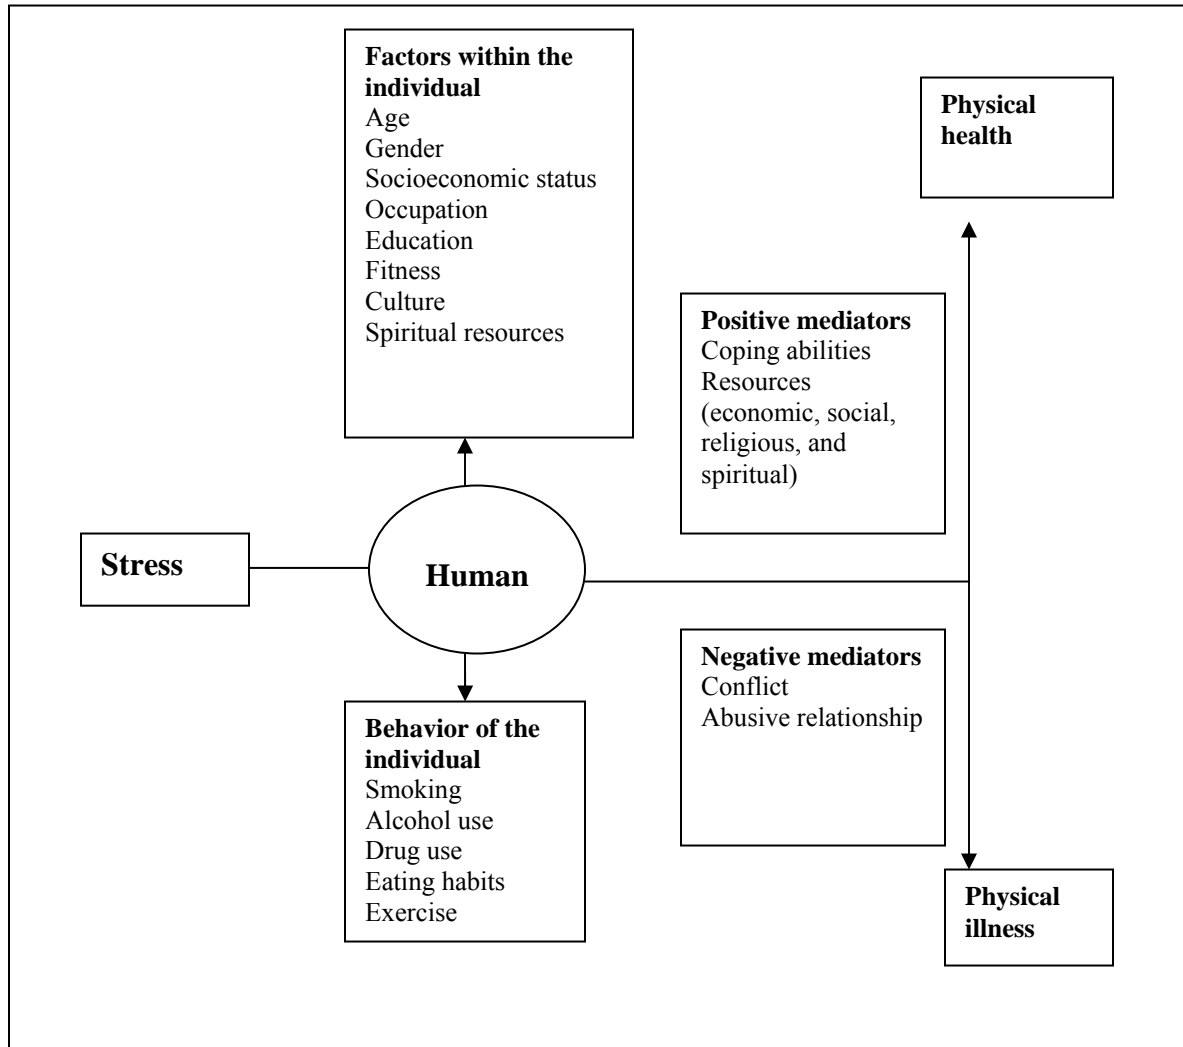 Factors within the
individual
Age
Gender
Socioeconomic status
Occupation
Education
Fitness
Culture
Spiritual resources
Physical
health
Positive mediators
Coping abilities
Resources
(economic, social,
religious, and
spiritual)
Stress
Human
Negative mediators
Conflict
Abusive relationship
Behavior of the
individual
Smoking
Alcohol use
Drug use
Eating habits
Exercise
Physical
illness